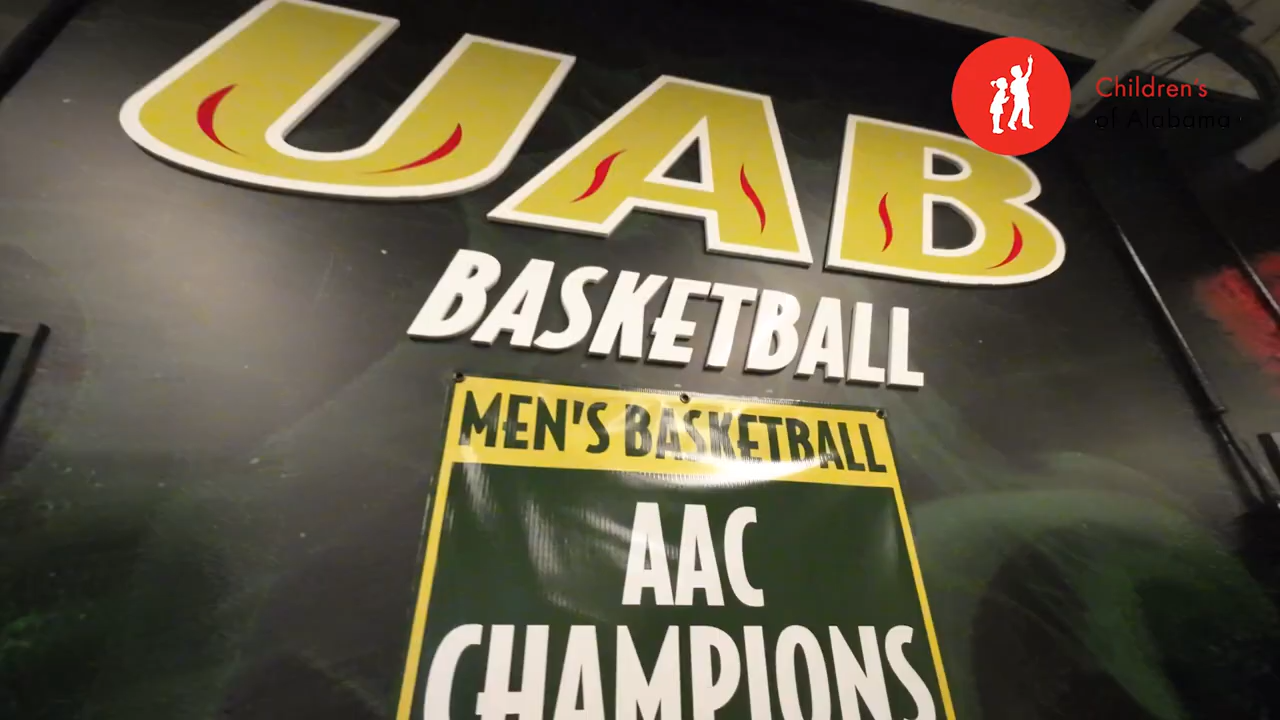 UAB
Children's
of Alabama
BASKETBALL
MEN'S BASKETBALL
AAC
CHAMPIONS